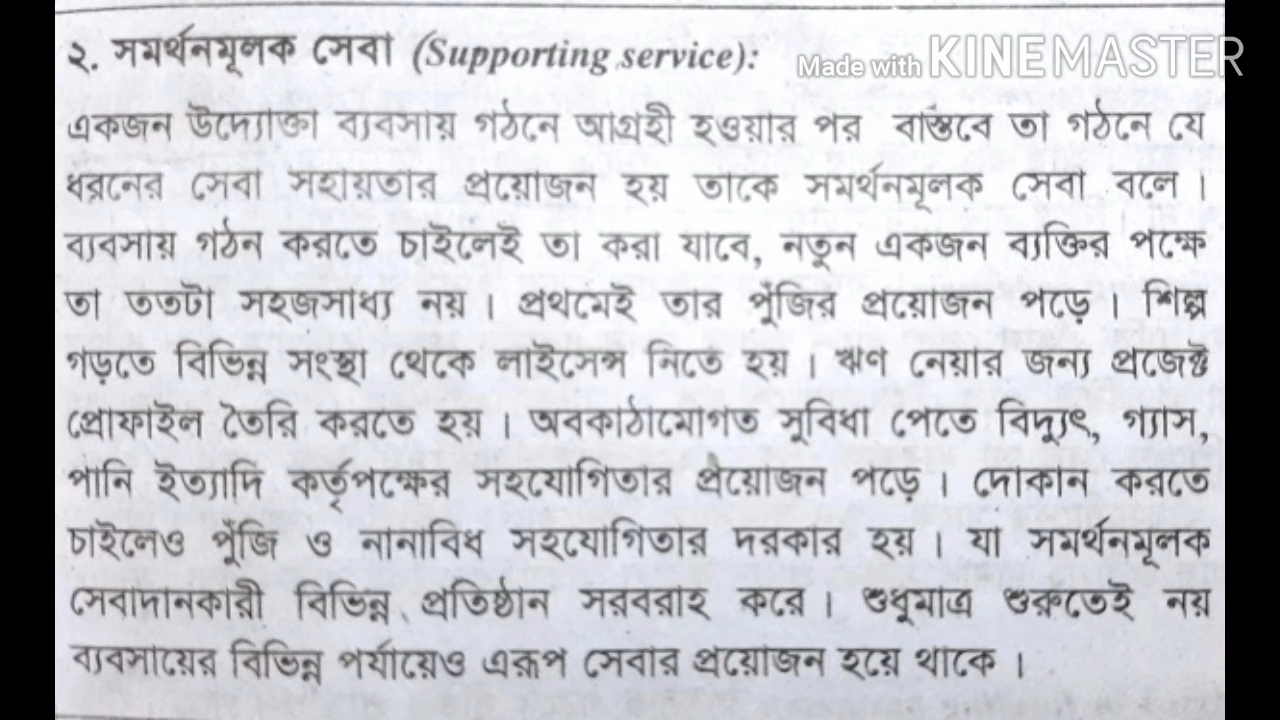 ২. সমর্থনমূলক সেবা (Supporting service):
Made with KINEMASTER
একজন উদ্যোক্তা ব্যবসায় গঠনে আগ্রহী হওয়ার পর বাস্তবে তা গঠনে যে
ধরনের সেবা সহায়তার প্রয়োজন হয় তাকে সমর্থনমূলক সেবা বলে ।
ব্যবসায় গঠন করতে চাইলেই তা করা যাবে, নতুন একজন ব্যক্তির পক্ষে
তা ততটা সহজসাধ্য নয় । প্রথমেই তার পুঁজির প্রয়োজন পড়ে । শিল্প
গড়তে বিভিন্ন সংস্থা থেকে লাইসেন্স নিতে হয় । ঋণ নেয়ার জন্য প্রজেক্ট
প্রোফাইল তৈরি করতে হয় । অবকাঠামোগত সুবিধা পেতে বিদ্যুৎ, গ্যাস,
পানি ইত্যাদি কর্তৃপক্ষের সহযোগিতার প্রয়োজন পড়ে । দোকান করতে
চাইলেও পুঁজি ও নানাবিধ সহযোগিতার দরকার হয় । যা সমর্থনমূলক
সেবাদানকারী বিভিন্ন প্রতিষ্ঠান সরবরাহ করে । শুধুমাত্র শুরুতেই নয়
ব্যবসায়ের বিভিন্ন পর্যায়েও এরূপ সেবার প্রয়োজন হয়ে থাকে ।